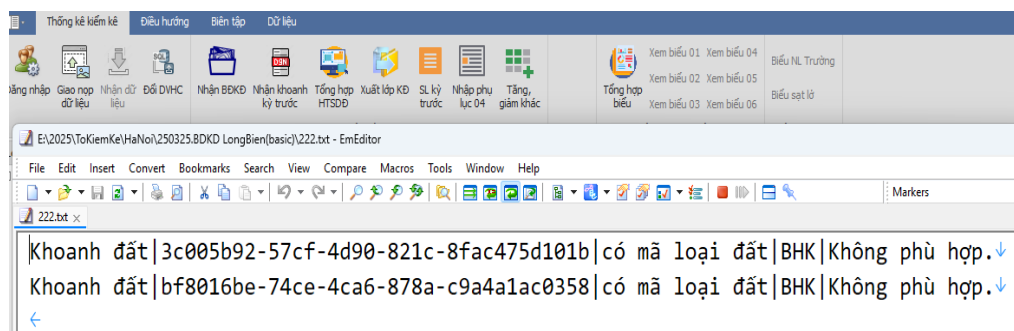 Thống kê kiểm kê Điều hướng Biên tập Dữ liệu
Đăng nhập Giao nộp dữ liệu Nhận dữ liệu Đổi DVHC Nhận BĐKĐ Nhận khoanh kỳ trước Tổng hợp HTSDĐ Xuất lớp KĐ SL kỳ trước Nhập phụ lục 04 Tăng, giảm khác Tổng hợp biểu
Xem biểu 01 Xem biểu 04 Biểu NL Trường
Xem biểu 02 Xem biểu 05
Xem biểu 03 Xem biểu 06 Biểu sạt lở
E:\2025\ToKiemKe\HaNoi\250325.BDKD LongBien(basic)\222.txt - EmEditor
File Edit Insert Convert Bookmarks Search View Compare Macros Tools Window Help
Markers
222.txt ×
Khoanh đất|3c005b92-57cf-4d90-821c-8fac475d101b|có mã loại đất|BHK|Không phù hợp.↓
Khoanh đất|bf8016be-74ce-4ca6-878a-c9a4a1ac0358|có mã loại đất|BHK|Không phù hợp.↓
←